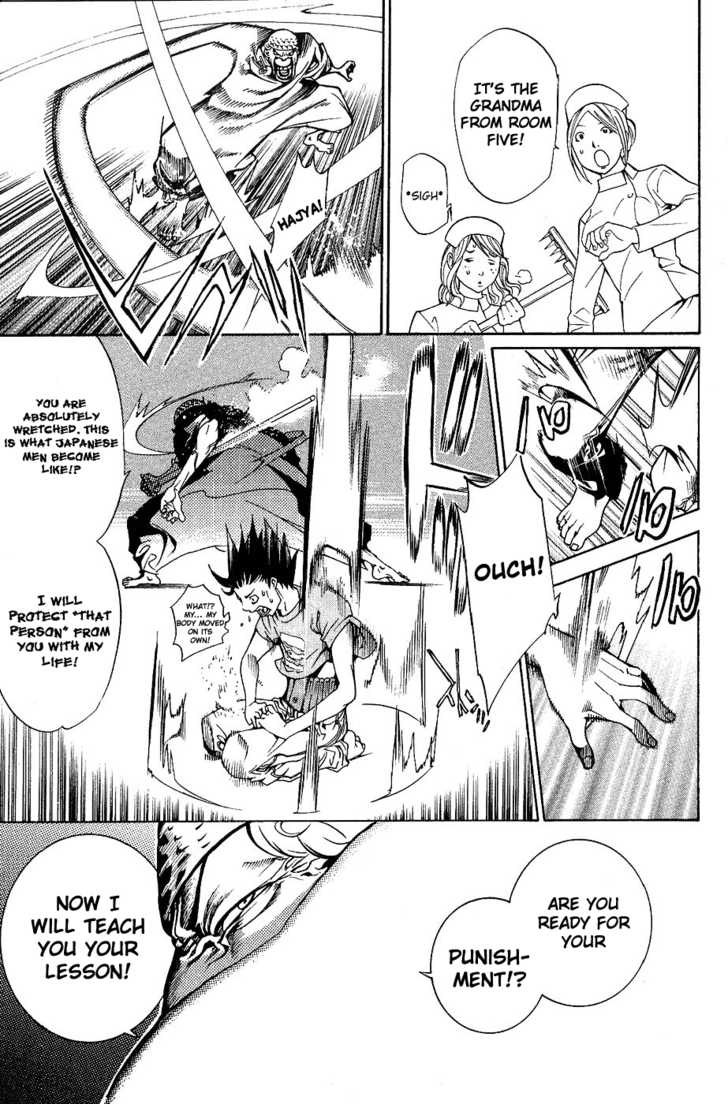 IT'S THE
GRANDMA
FROM ROOM
FIVE!
*SIGH*
HAJYA!
OUCH!
YOU ARE
ABSOLUTELY
WRETCHED. THIS
IS WHAT JAPANESE
MEN BECOME
LIKE!?
WHAT!?
MY... MY
BODY MOVED
ON ITS
OWN!
I WILL
PROTECT *THAT
PERSON* FROM
YOU WITH MY
LIFE!
ARE YOU
READY FOR
YOUR
PUNISH-
MENT!?
NOW I
WILL TEACH
YOU YOUR
LESSON!